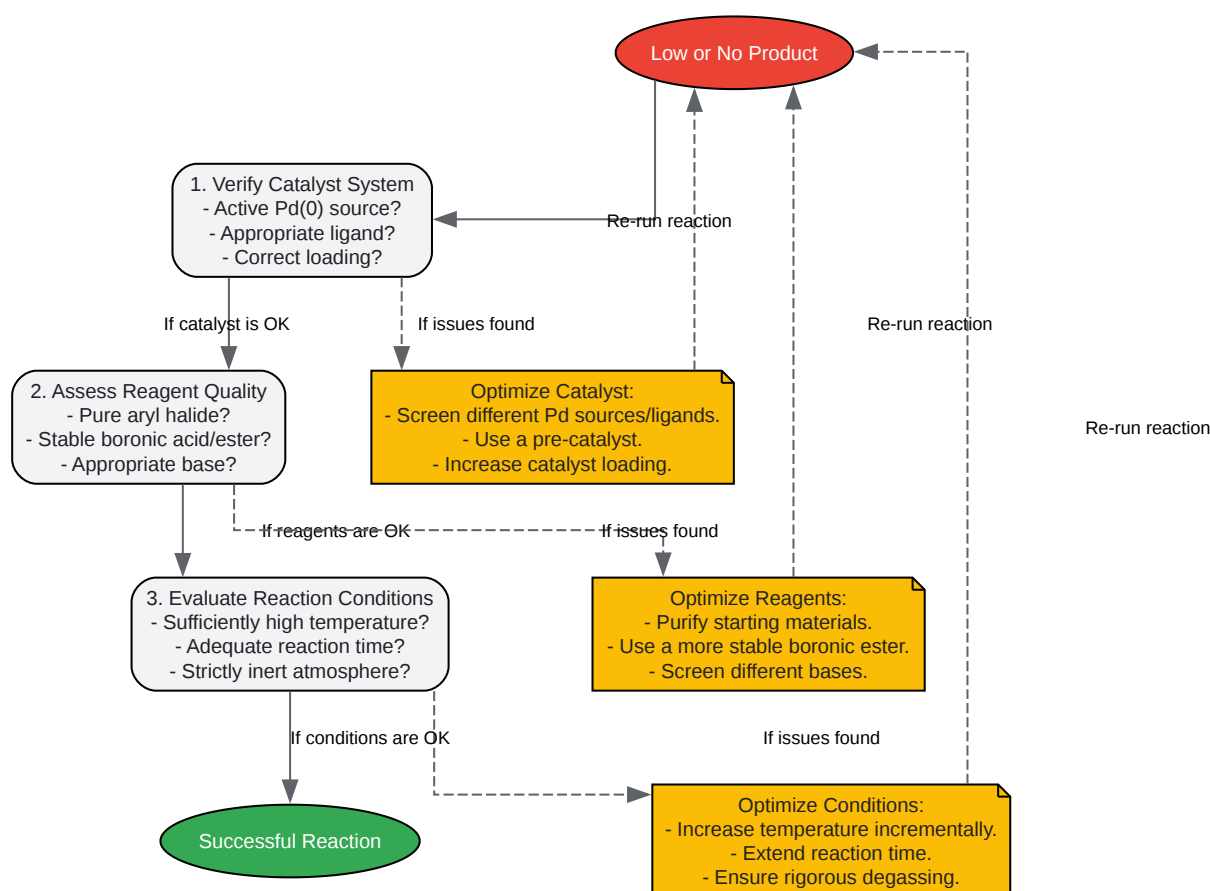 Low or No Product
1. Verify Catalyst System
- Active Pd(0) source?
- Appropriate ligand?
- Correct loading?
Re-run reaction
If catalyst is OK
If issues found
Re-run reaction
2. Assess Reagent Quality
- Pure aryl halide?
- Stable boronic acid/ester?
- Appropriate base?
Optimize Catalyst:
- Screen different Pd sources/ligands.
- Use a pre-catalyst.
- Increase catalyst loading.
Re-run reaction
If reagents are OK
If issues found
3. Evaluate Reaction Conditions
- Sufficiently high temperature?
- Adequate reaction time?
- Strictly inert atmosphere?
Optimize Reagents:
- Purify starting materials.
- Use a more stable boronic ester.
- Screen different bases.
If conditions are OK
If issues found
Successful Reaction
Optimize Conditions:
- Increase temperature incrementally.
- Extend reaction time.
- Ensure rigorous degassing.